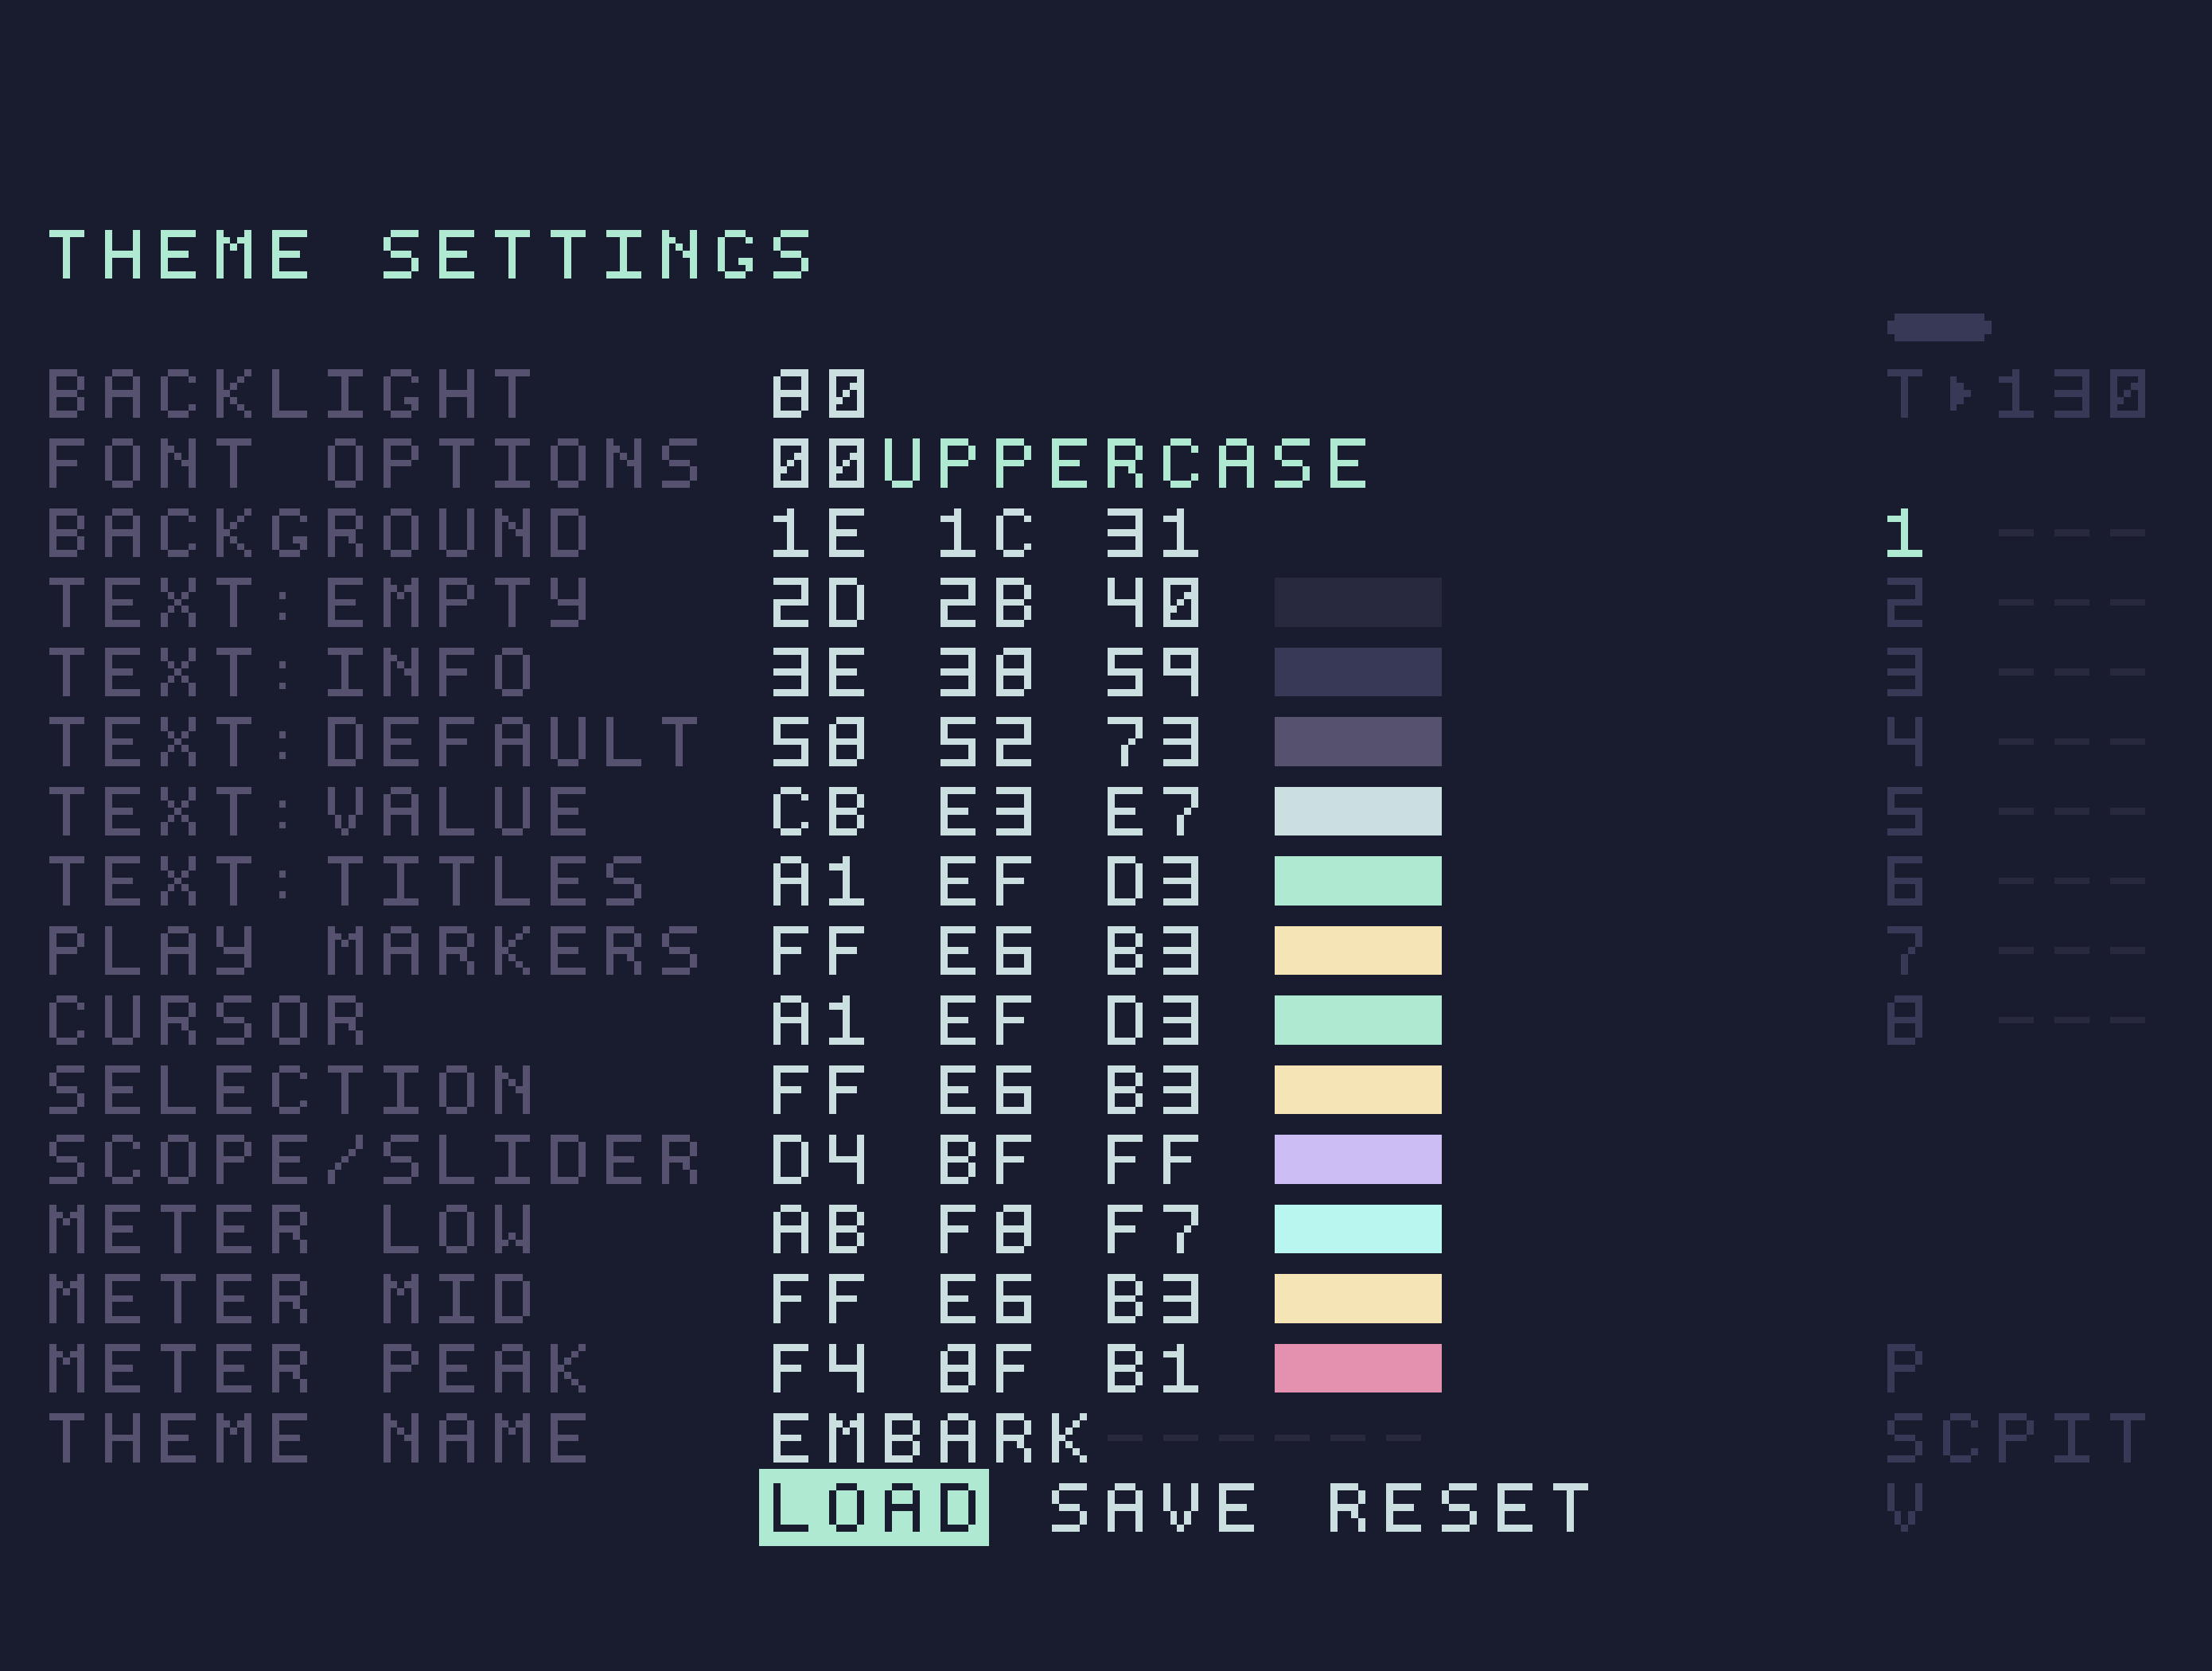 THEME SETTINGS
BACKLIGHT 80 T▸130
FONT OPTIONS 00UPPERCASE
BACKGROUND 1E 1C 31 1 ---
TEXT:EMPTY 2D 2B 40 2 ---
TEXT:INFO 3E 38 59 3 ---
TEXT:DEFAULT 58 52 73 4 ---
TEXT:VALUE CB E3 E7 5 ---
TEXT:TITLES A1 EF D3 6 ---
PLAY MARKERS FF E6 B3 7 ---
CURSOR A1 EF D3 8 ---
SELECTION FF E6 B3
SCOPE/SLIDER D4 BF FF
METER LOW AB F8 F7
METER MID FF E6 B3
METER PEAK F4 8F B1 P
THEME NAME EMBARK------ SCPIT
LOAD SAVE RESET V